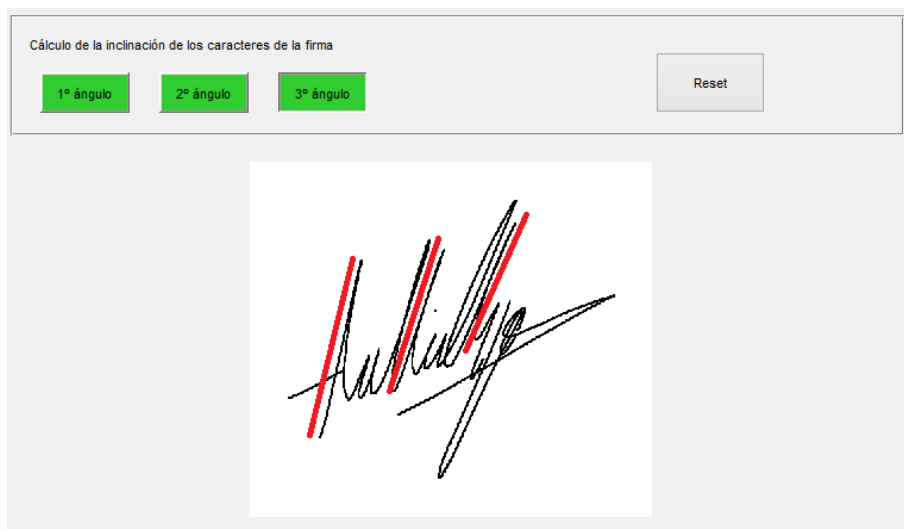 Cálculo de la inclinación de los caracteres de la firma
1º ángulo 2º ángulo 3º ángulo Reset